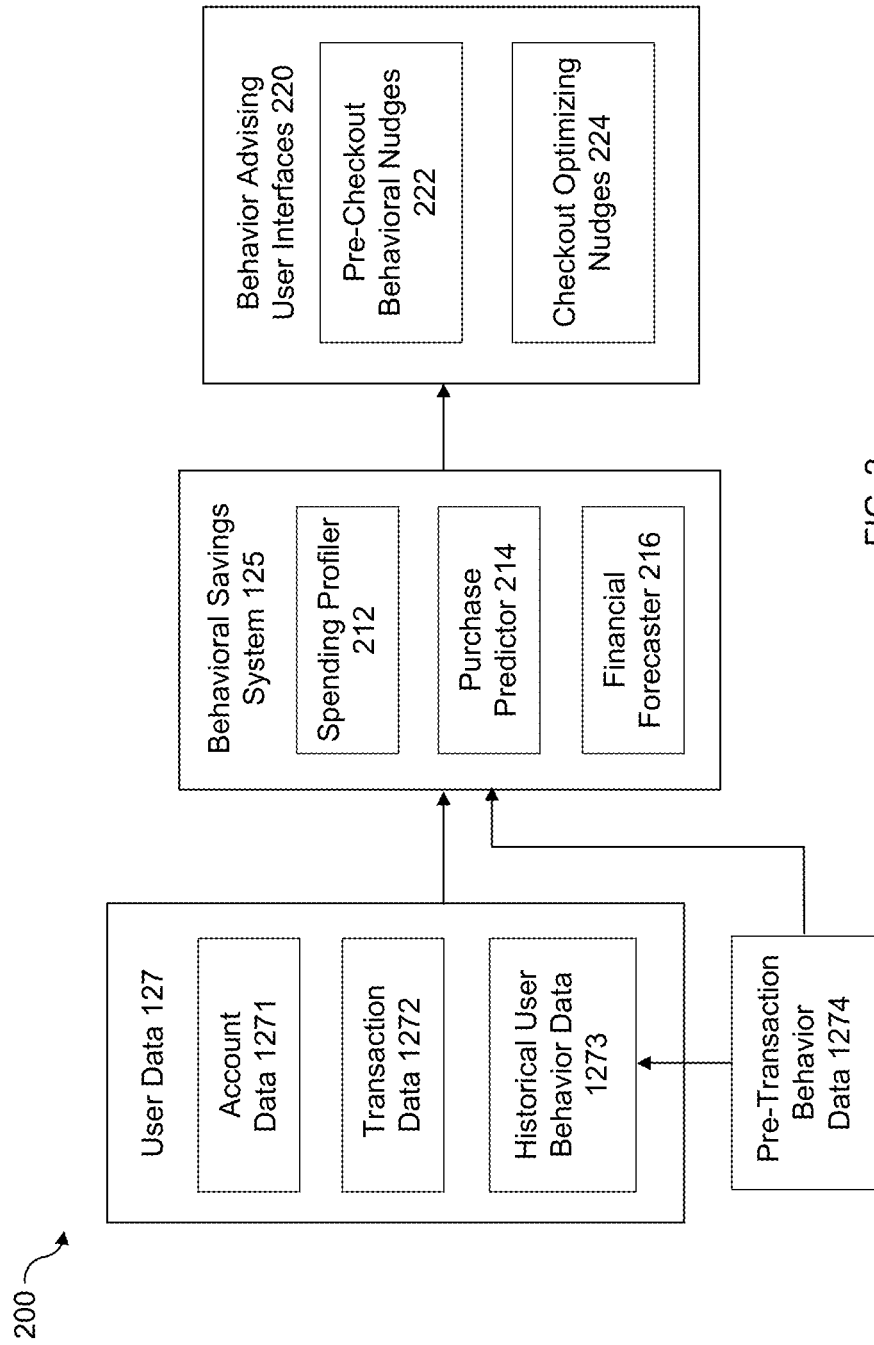 200
User Data 127
Account
Data 1271
Transaction
Data 1272
Historical User
Behavior Data
1273
Pre-Transaction
Behavior
Data 1274
Behavioral Savings
System 125
Spending Profiler
212
Purchase
Predictor 214
Financial
Forecaster 216
Behavior Advising
User Interfaces 220
Pre-Checkout
Behavioral Nudges
222
Checkout Optimizing
Nudges 224